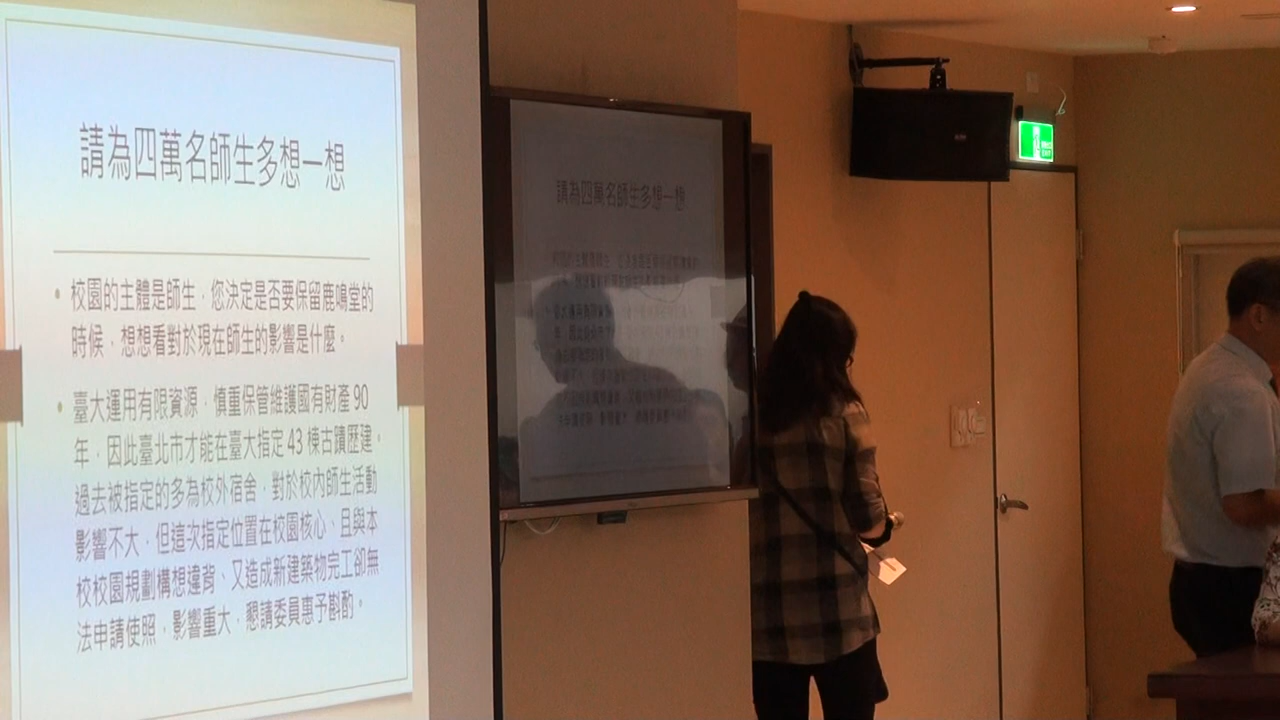 請為四萬名師生多想一想
校園的主體是師生，您決定是否要保留鹿鳴堂的
時候，想想看對於現在師生的影響是什麼。
臺大運用有限資源，慎重保管維護國有財產 90
年，因此臺北市才能在臺大指定 43 棟古蹟歷建。
過去被指定的多為校外宿舍，對於校內師生活動
影響不大，但這次指定位置在校園核心、且與本
校校園規劃構想違背、又造成新建築物完工卻無
法申請使照，影響重大，懇請委員惠予斟酌。
請為四萬名師生多想一想